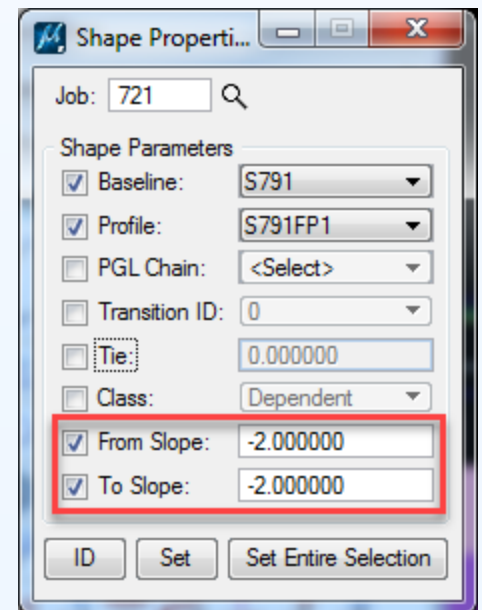 Shape Properti...
Job: 721
Shape Parameters
Baseline: S791
Profile: S791FP1
PGL Chain: <Select>
Transition ID: 0
Tie: 0.000000
Class: Dependent
From Slope: -2.000000
To Slope: -2.000000
ID Set Set Entire Selection